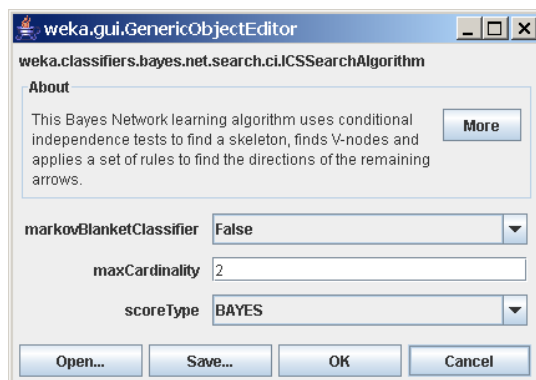 weka.gui.GenericObjectEditor
weka.classifiers.bayes.net.search.ci.ICSSearchAlgorithm
About
This Bayes Network learning algorithm uses conditional
independence tests to find a skeleton, finds V-nodes and
applies a set of rules to find the directions of the remaining
arrows.
More
markovBlanketClassifier False
maxCardinality 2
scoreType BAYES
Open... Save... OK Cancel